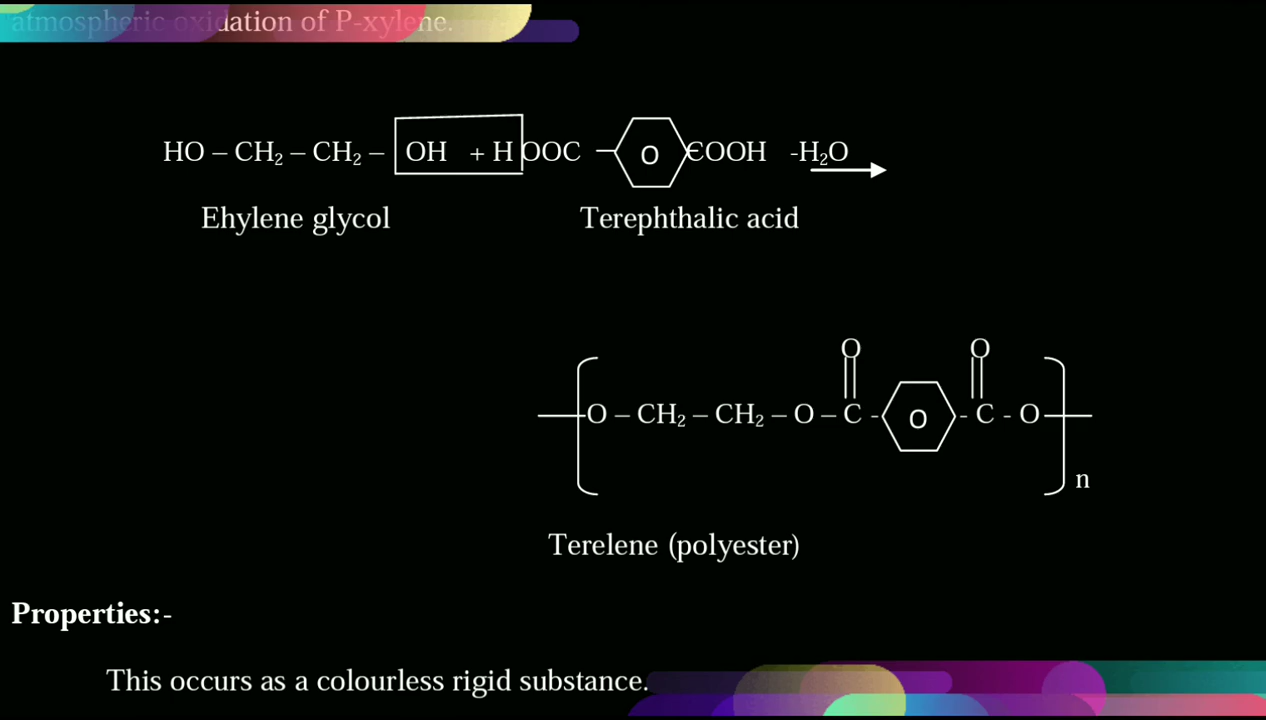 atmospheric oxidation of P-xylene.
HO – CH₂ – CH₂ – OH + H OOC – O COOH -H₂O
Ehylene glycol Terephthalic acid
O O
O – CH₂ – CH₂ – O – C - O - C - O
n
Terelene (polyester)
Properties:-
This occurs as a colourless rigid substance.